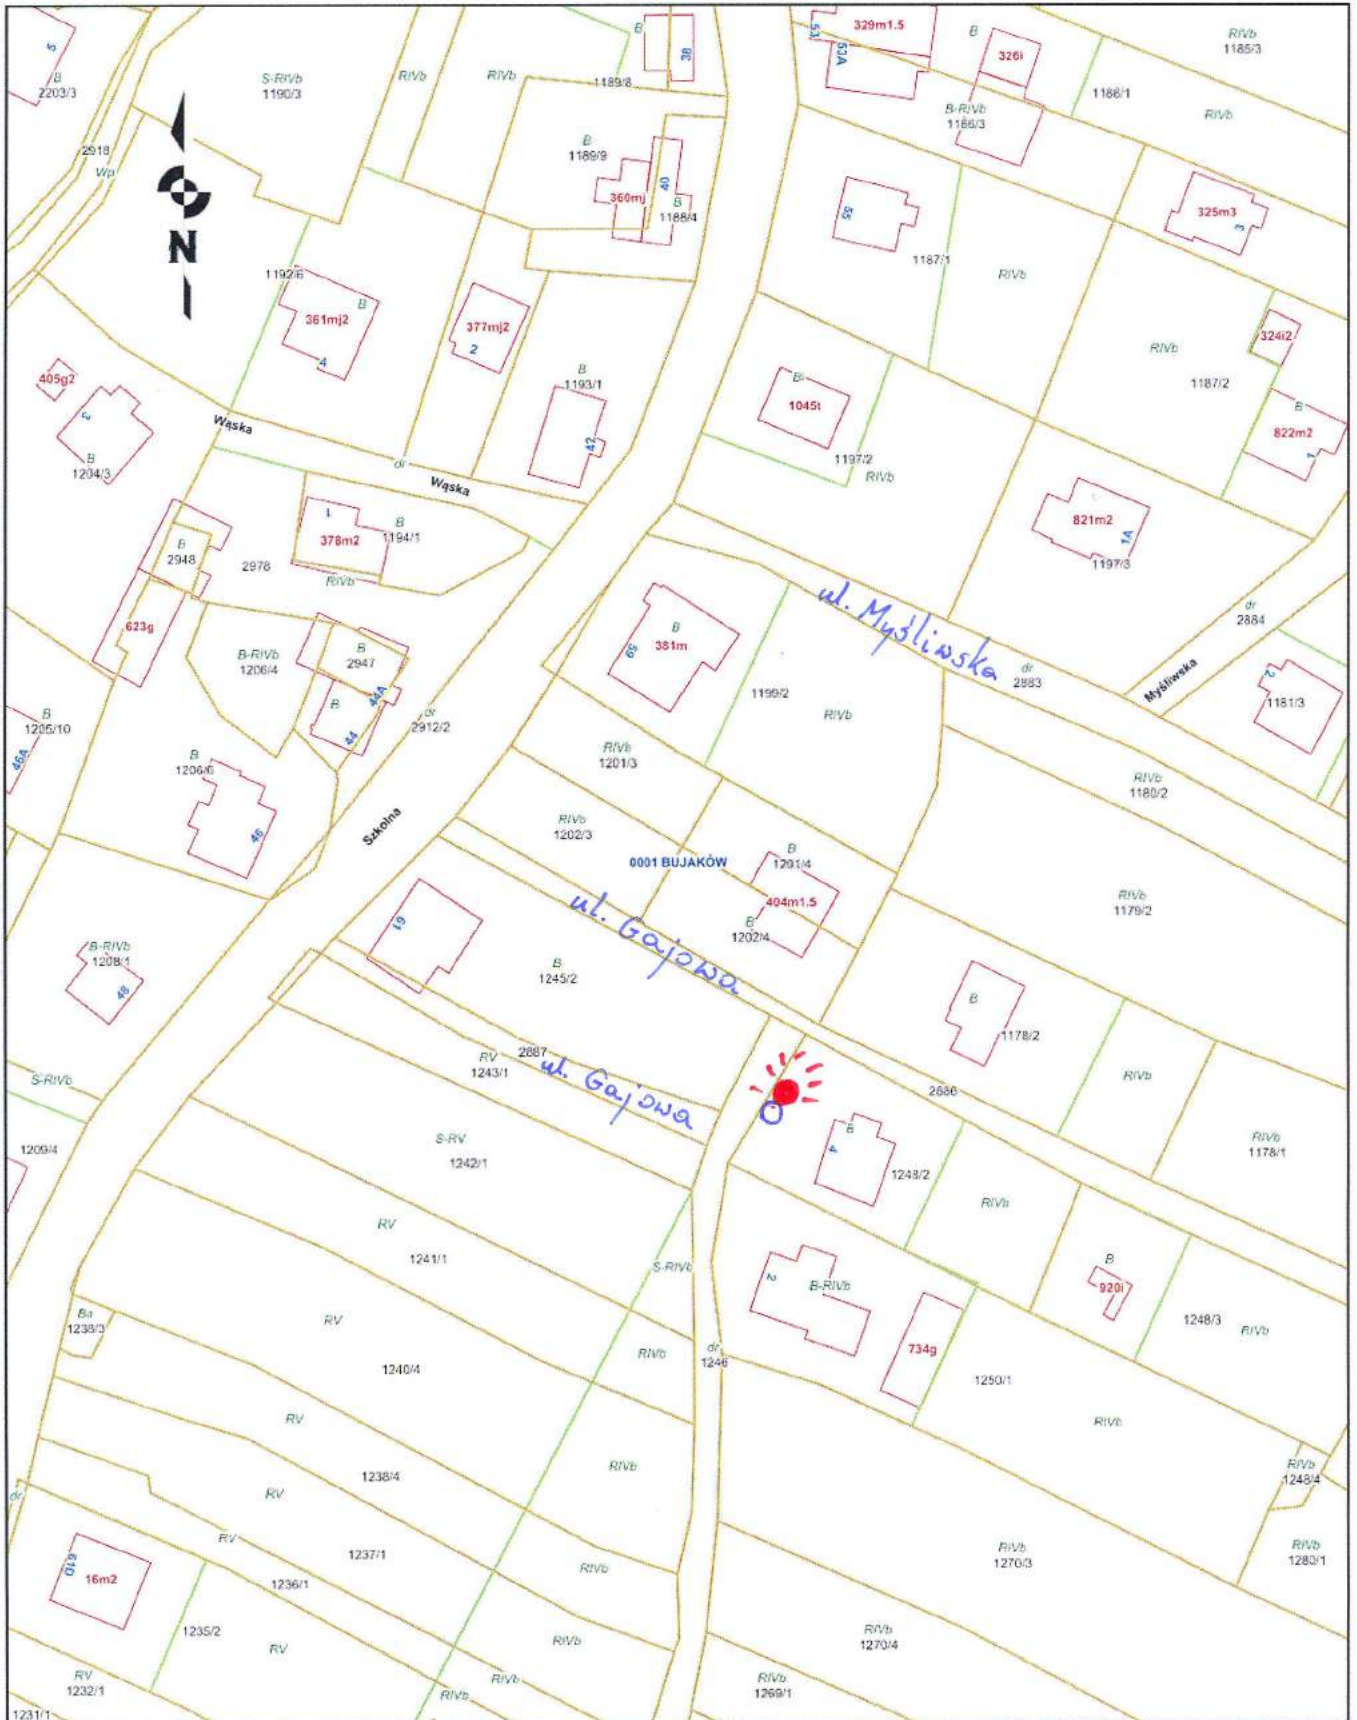 329m1.5
53
53A
B
326i
RIVb
1185/3
B
38
5
B
2203/3
S-RIVb
1190/3
RIVb
RIVb
1189/8
1186/1
B-RIVb
1186/3
RIVb
2918
Wp
B
1189/9
360mj
40
B
1188/4
55
325m3
3
N
1187/1
RIVb
1192/6
B
361mj2
4
377mj2
2
324i2
RIVb
1187/2
405g2
3
B
1204/3
B
1193/1
42
B
1045t
B
822m2
1
Wąska
dr
Wąska
1197/2
RIVb
1
378m2
B
1194/1
RIVb
821m2
1A
1197/3
B
2948
2978
623g
ul. Myśliwska
dr
2884
B
381m
59
B-RIVb
1206/4
B
2947
B
44A
44
dr
2912/2
1199/2
RIVb
dr
2883
Myśliwska
2
1181/3
B
1205/10
46A
B
1206/6
46
RIVb
1201/3
RIVb
1180/2
Szkolna
RIVb
1202/3
0001 BUJAKÓW
B
1201/4
404m1.5
B
1202/4
RIVb
1179/2
ul. Gajowa
61
B-RIVb
1208/1
48
B
1245/2
B
1178/2
RV
1243/1
2887
ul. Gajowa
S-RIVb
2886
RIVb
1209/4
S-RV
1242/1
B
4
1248/2
RIVb
RIVb
1178/1
RV
1241/1
S-RIVb
2
B-RIVb
B
920i
Ba
1238/3
RV
RIVb
dr
1246
734g
1248/3
RIVb
1240/4
1250/1
RIVb
RV
1238/4
RIVb
RIVb
1248/4
dr
RV
RV
1237/1
RIVb
RIVb
1270/3
RIVb
1280/1
61D
16m2
1236/1
1235/2
RV
RIVb
RIVb
1270/4
RV
1232/1
RIVb
RIVb
RIVb
1269/1
1231/1